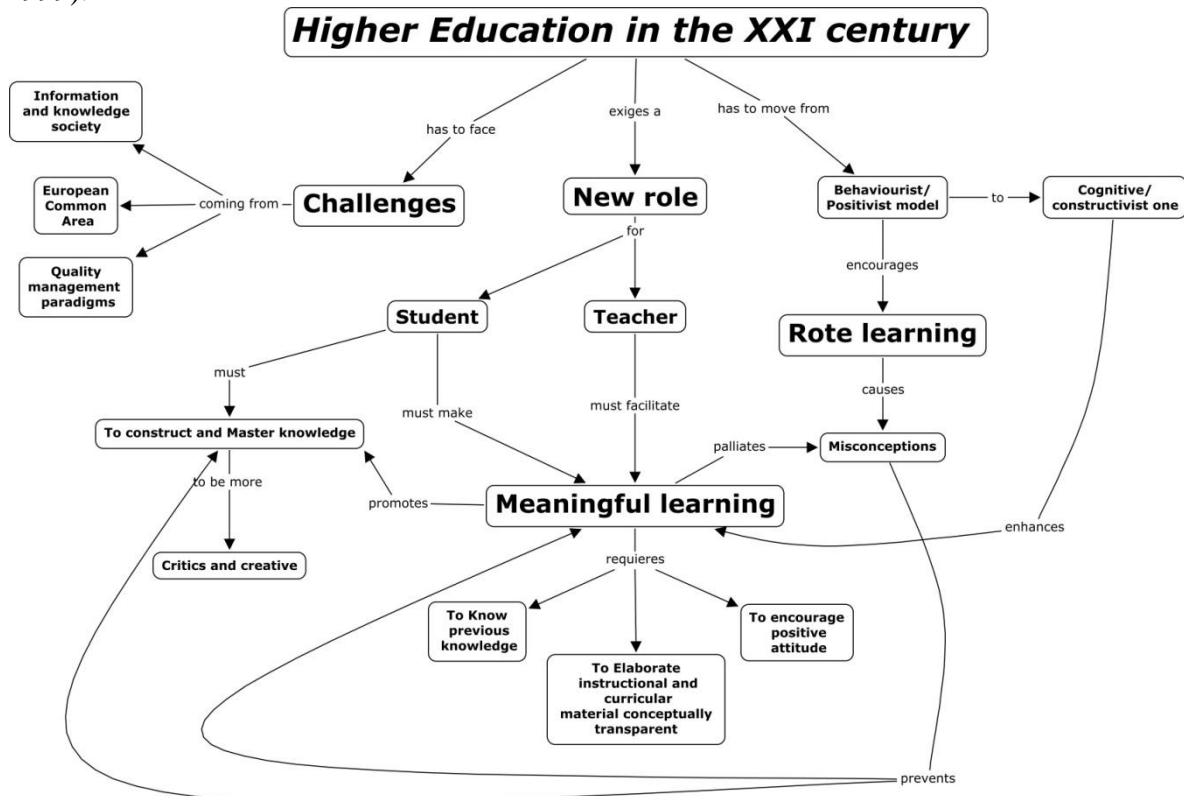 Higher Education in the XXI century
Information
and knowledge
society
has to face
exiges a
has to move from
European
Common
Area
coming from
Challenges
New role
Behaviourist/
Positivist model
to
Cognitive/
constructivist one
for
Quality
management
paradigms
encourages
Student
Teacher
Rote learning
must
must make
must facilitate
causes
To construct and Master knowledge
palliates
Misconceptions
to be more
promotes
Meaningful learning
enhances
Critics and creative
requieres
To Know
previous
knowledge
To Elaborate
instructional and
curricular
material conceptually
transparent
To encourage
positive
attitude
prevents